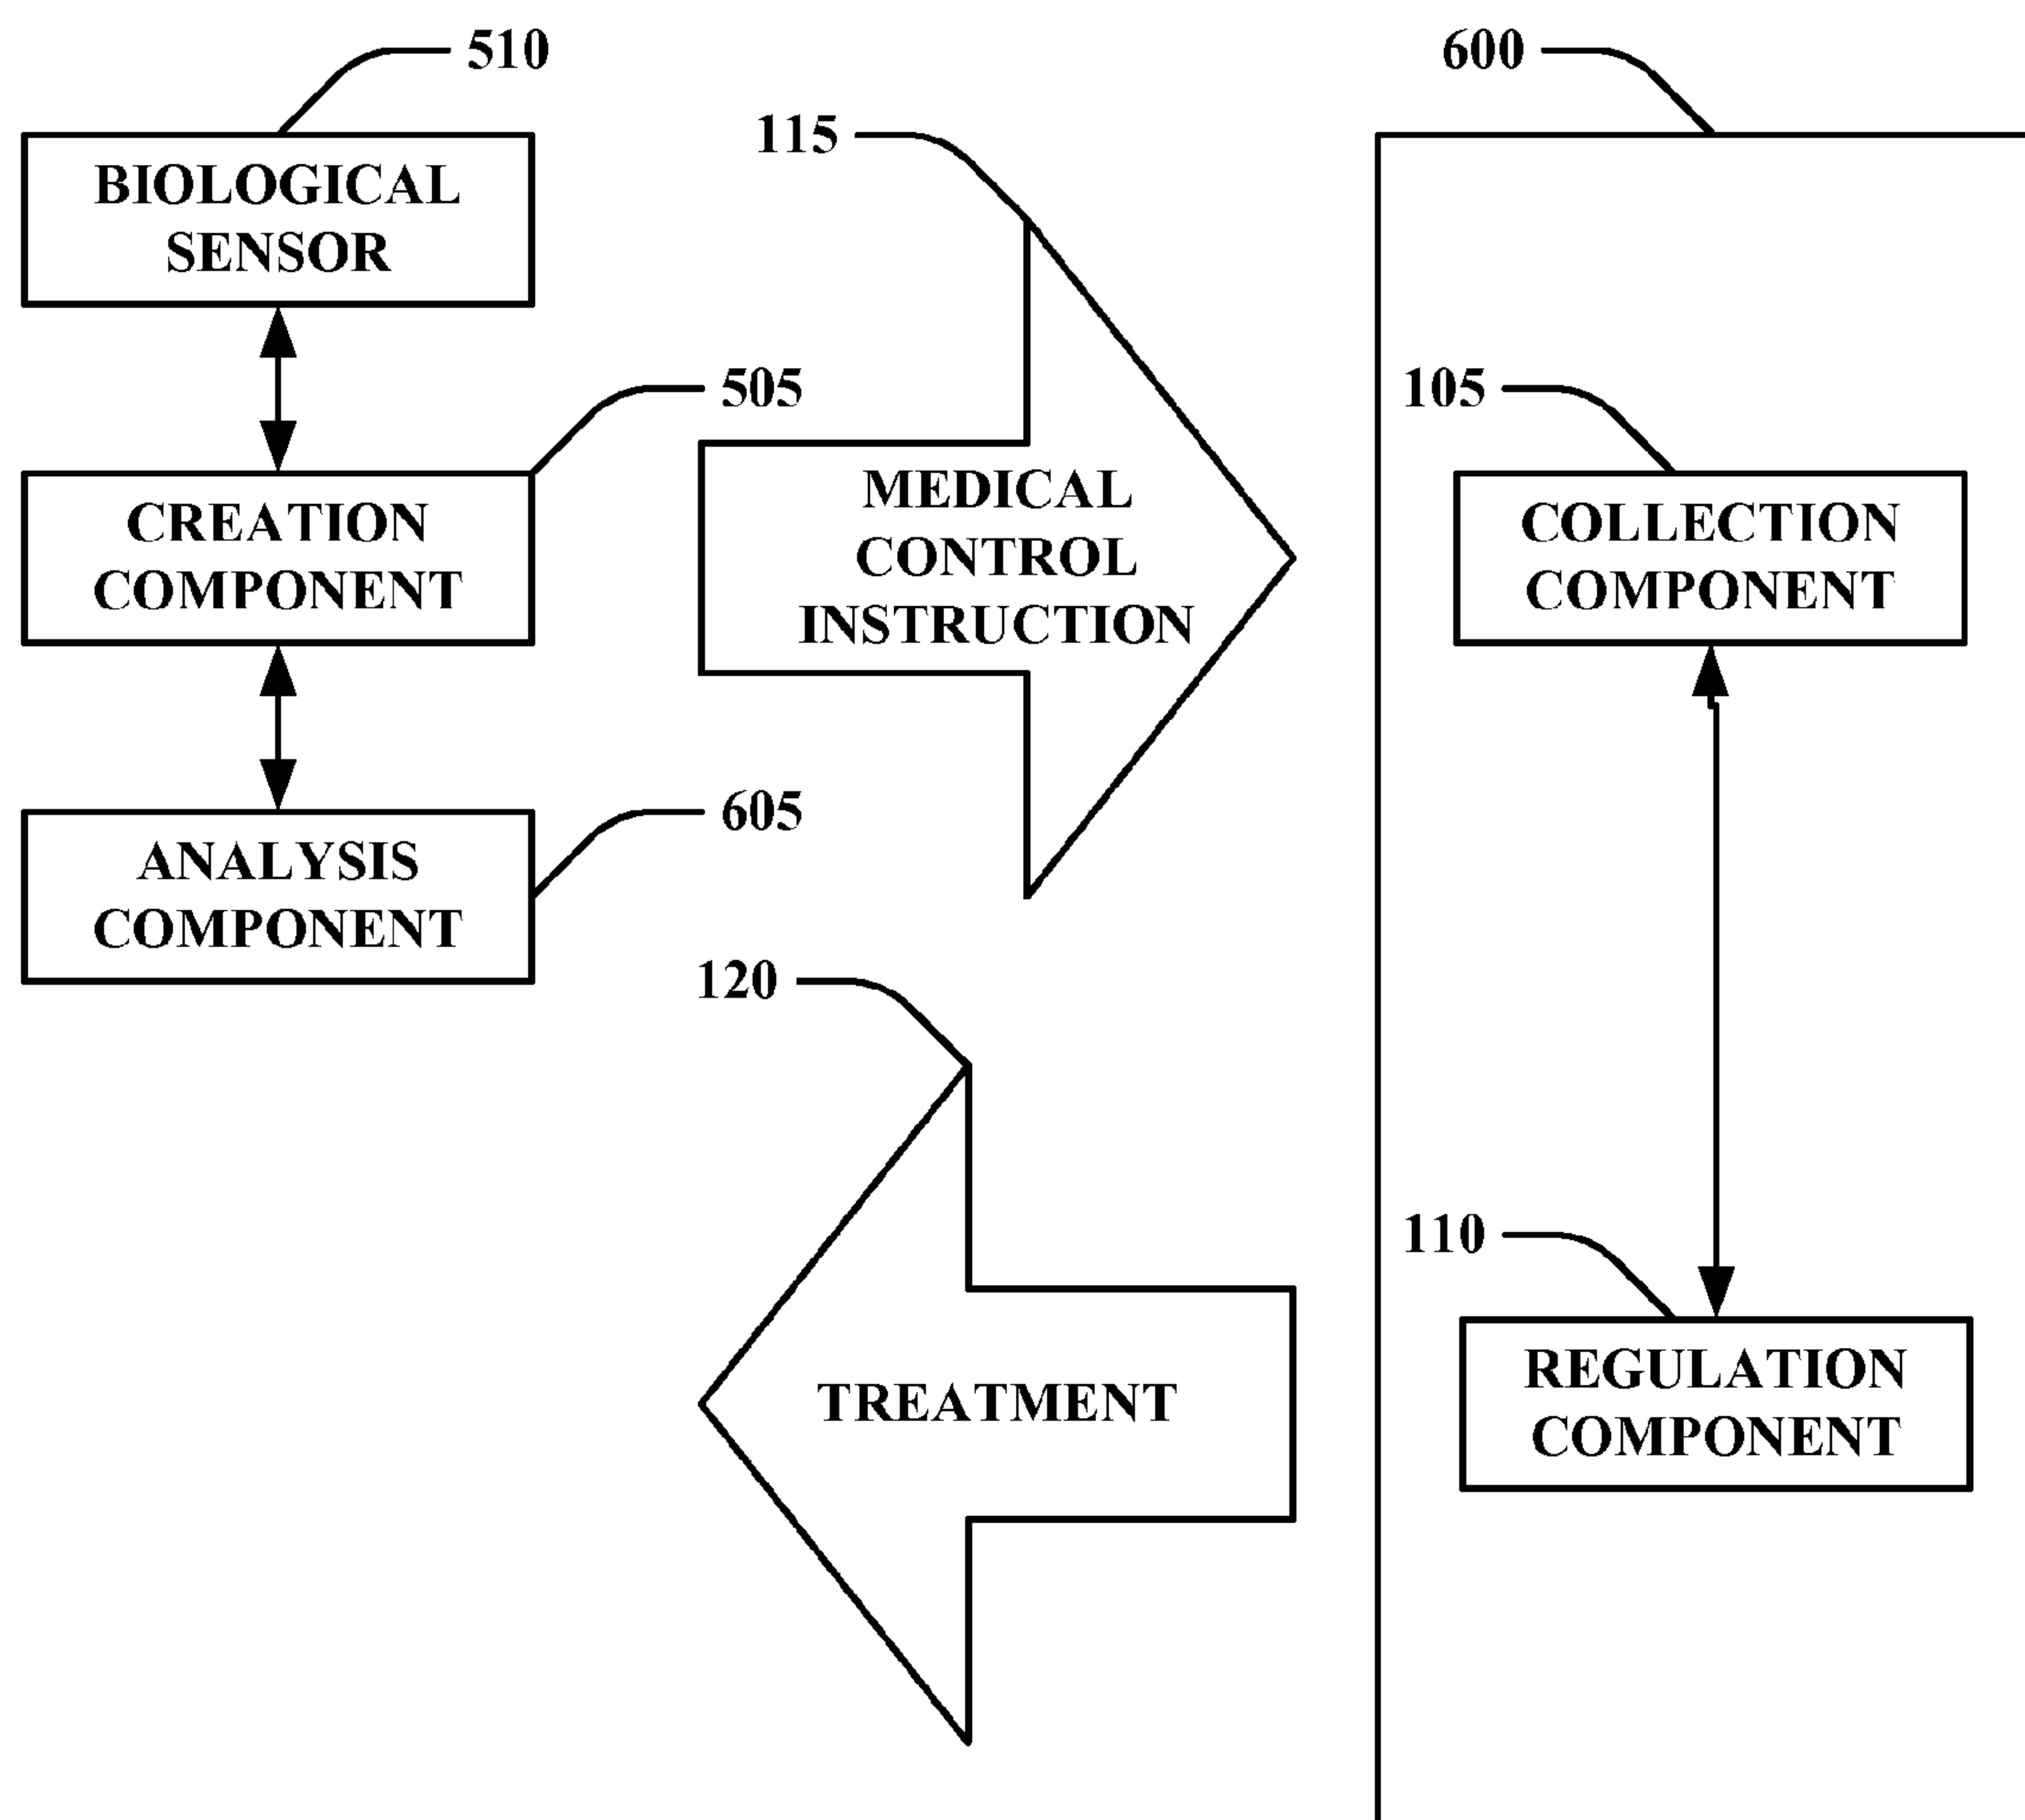 510
600
115
BIOLOGICAL
SENSOR
505
105
MEDICAL
CONTROL
INSTRUCTION
CREATION
COMPONENT
COLLECTION
COMPONENT
605
ANALYSIS
COMPONENT
120
110
TREATMENT
REGULATION
COMPONENT